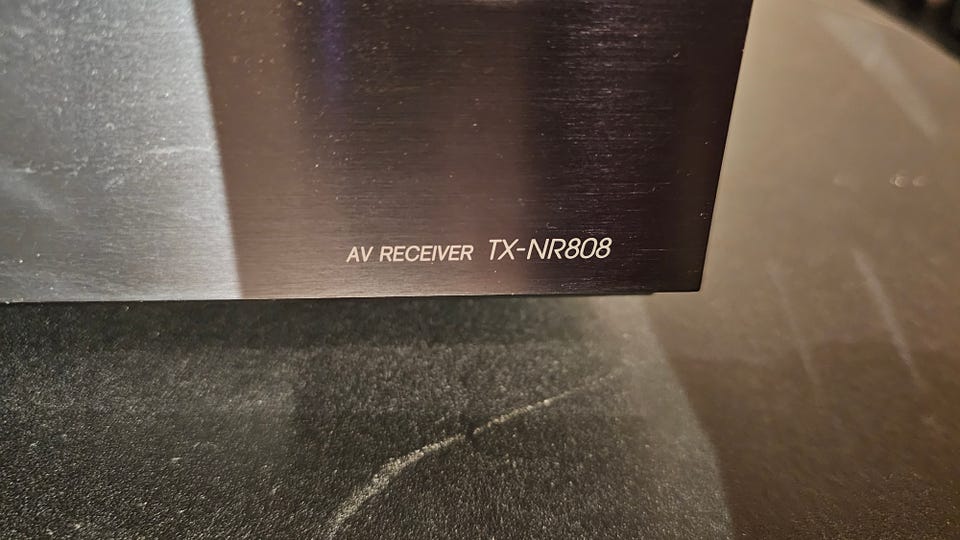 AV RECEIVER TX-NR808